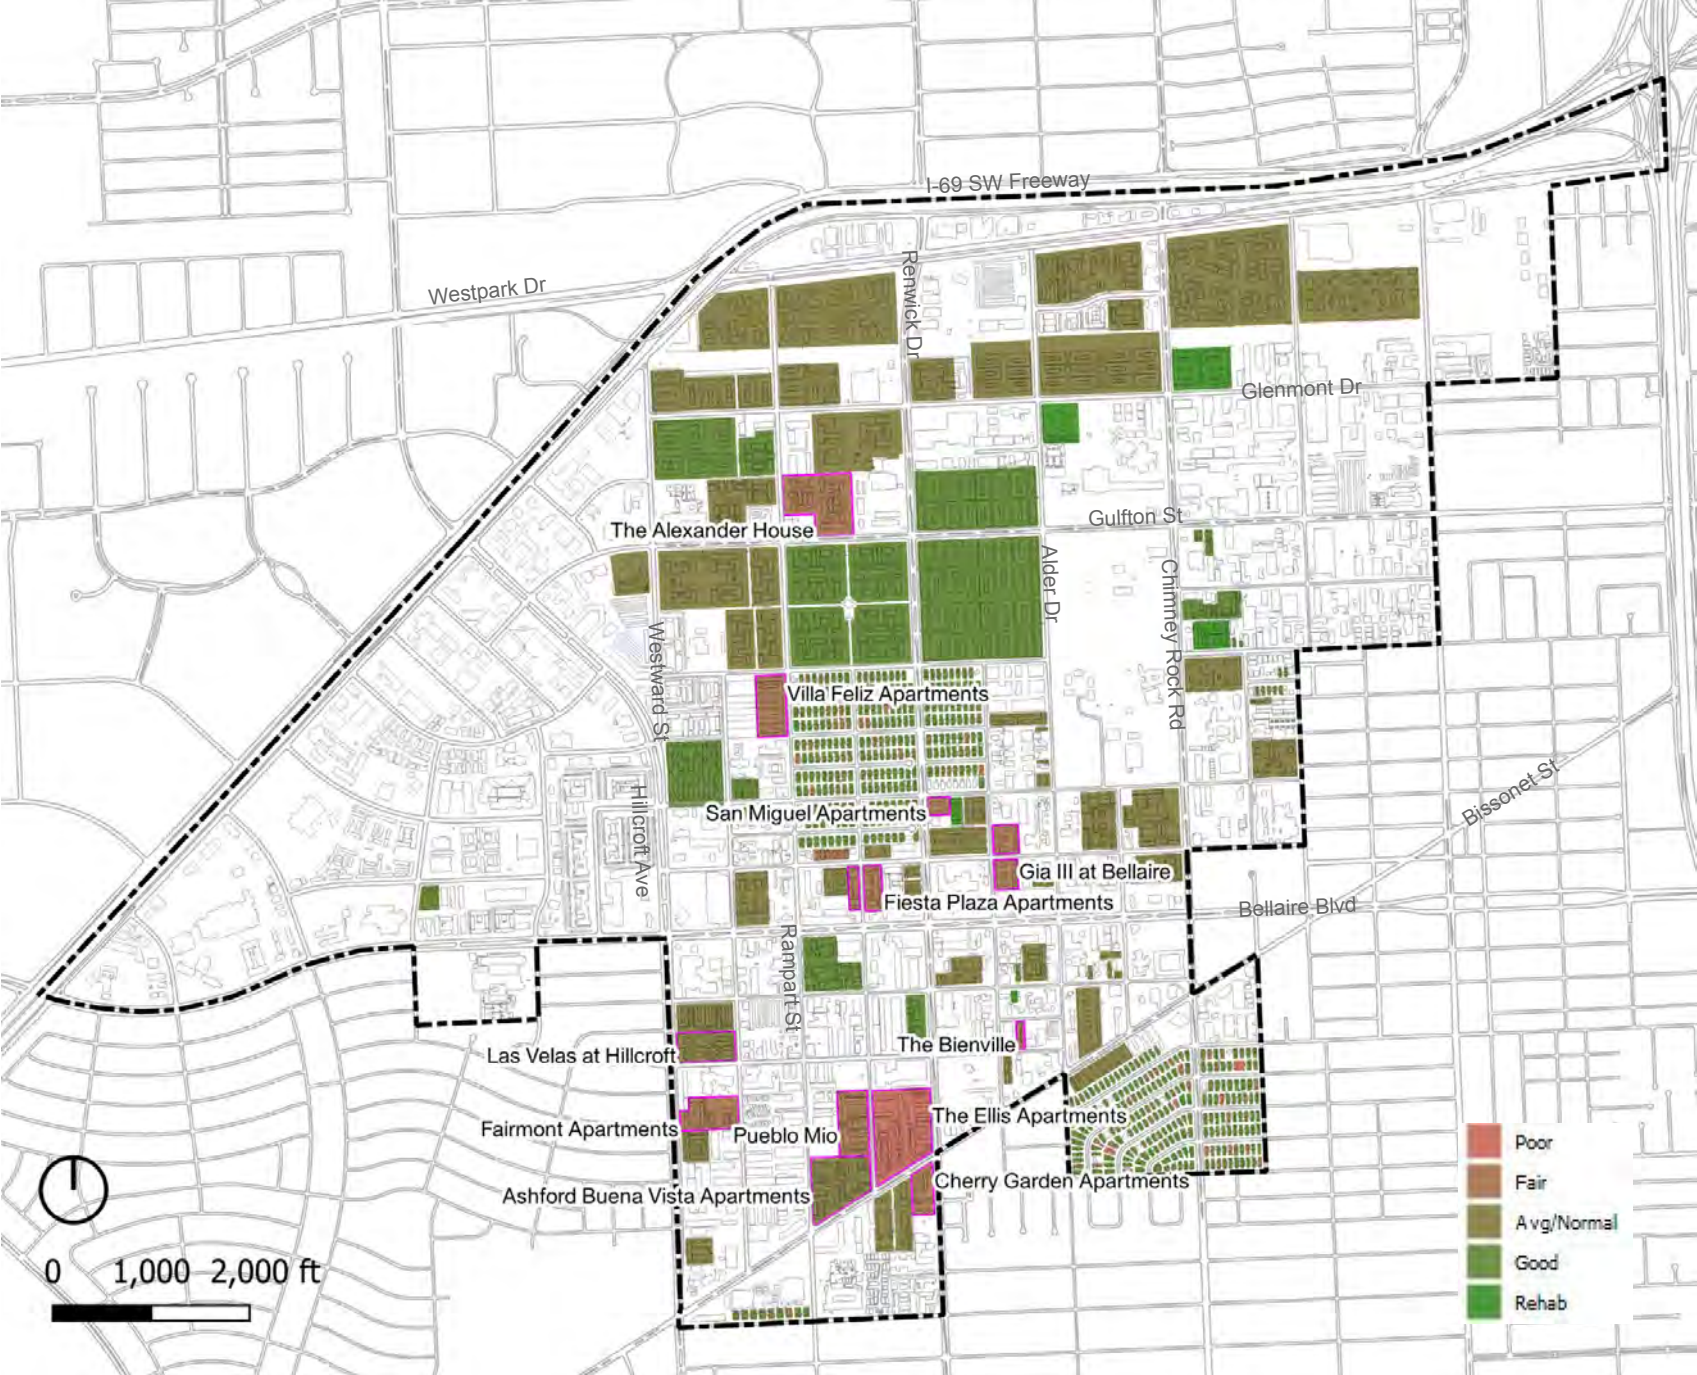 I-69 SW Freeway
Westpark Dr
Renwick Dr
Glenmont Dr
Gulfton St
The Alexander House
Alder Dr
Chimney Rock Rd
Westward St
Villa Feliz Apartments
Bissonet St
San Miguel Apartments
Hillcroft Ave
Gia III at Bellaire
Fiesta Plaza Apartments
Bellaire Blvd
Rampart St
The Bienville
Las Velas at Hillcroft
The Ellis Apartments
Fairmont Apartments
Pueblo Mio
Cherry Garden Apartments
Ashford Buena Vista Apartments
Poor
Fair
Avg/Normal
Good
Rehab
0 1,000 2,000 ft